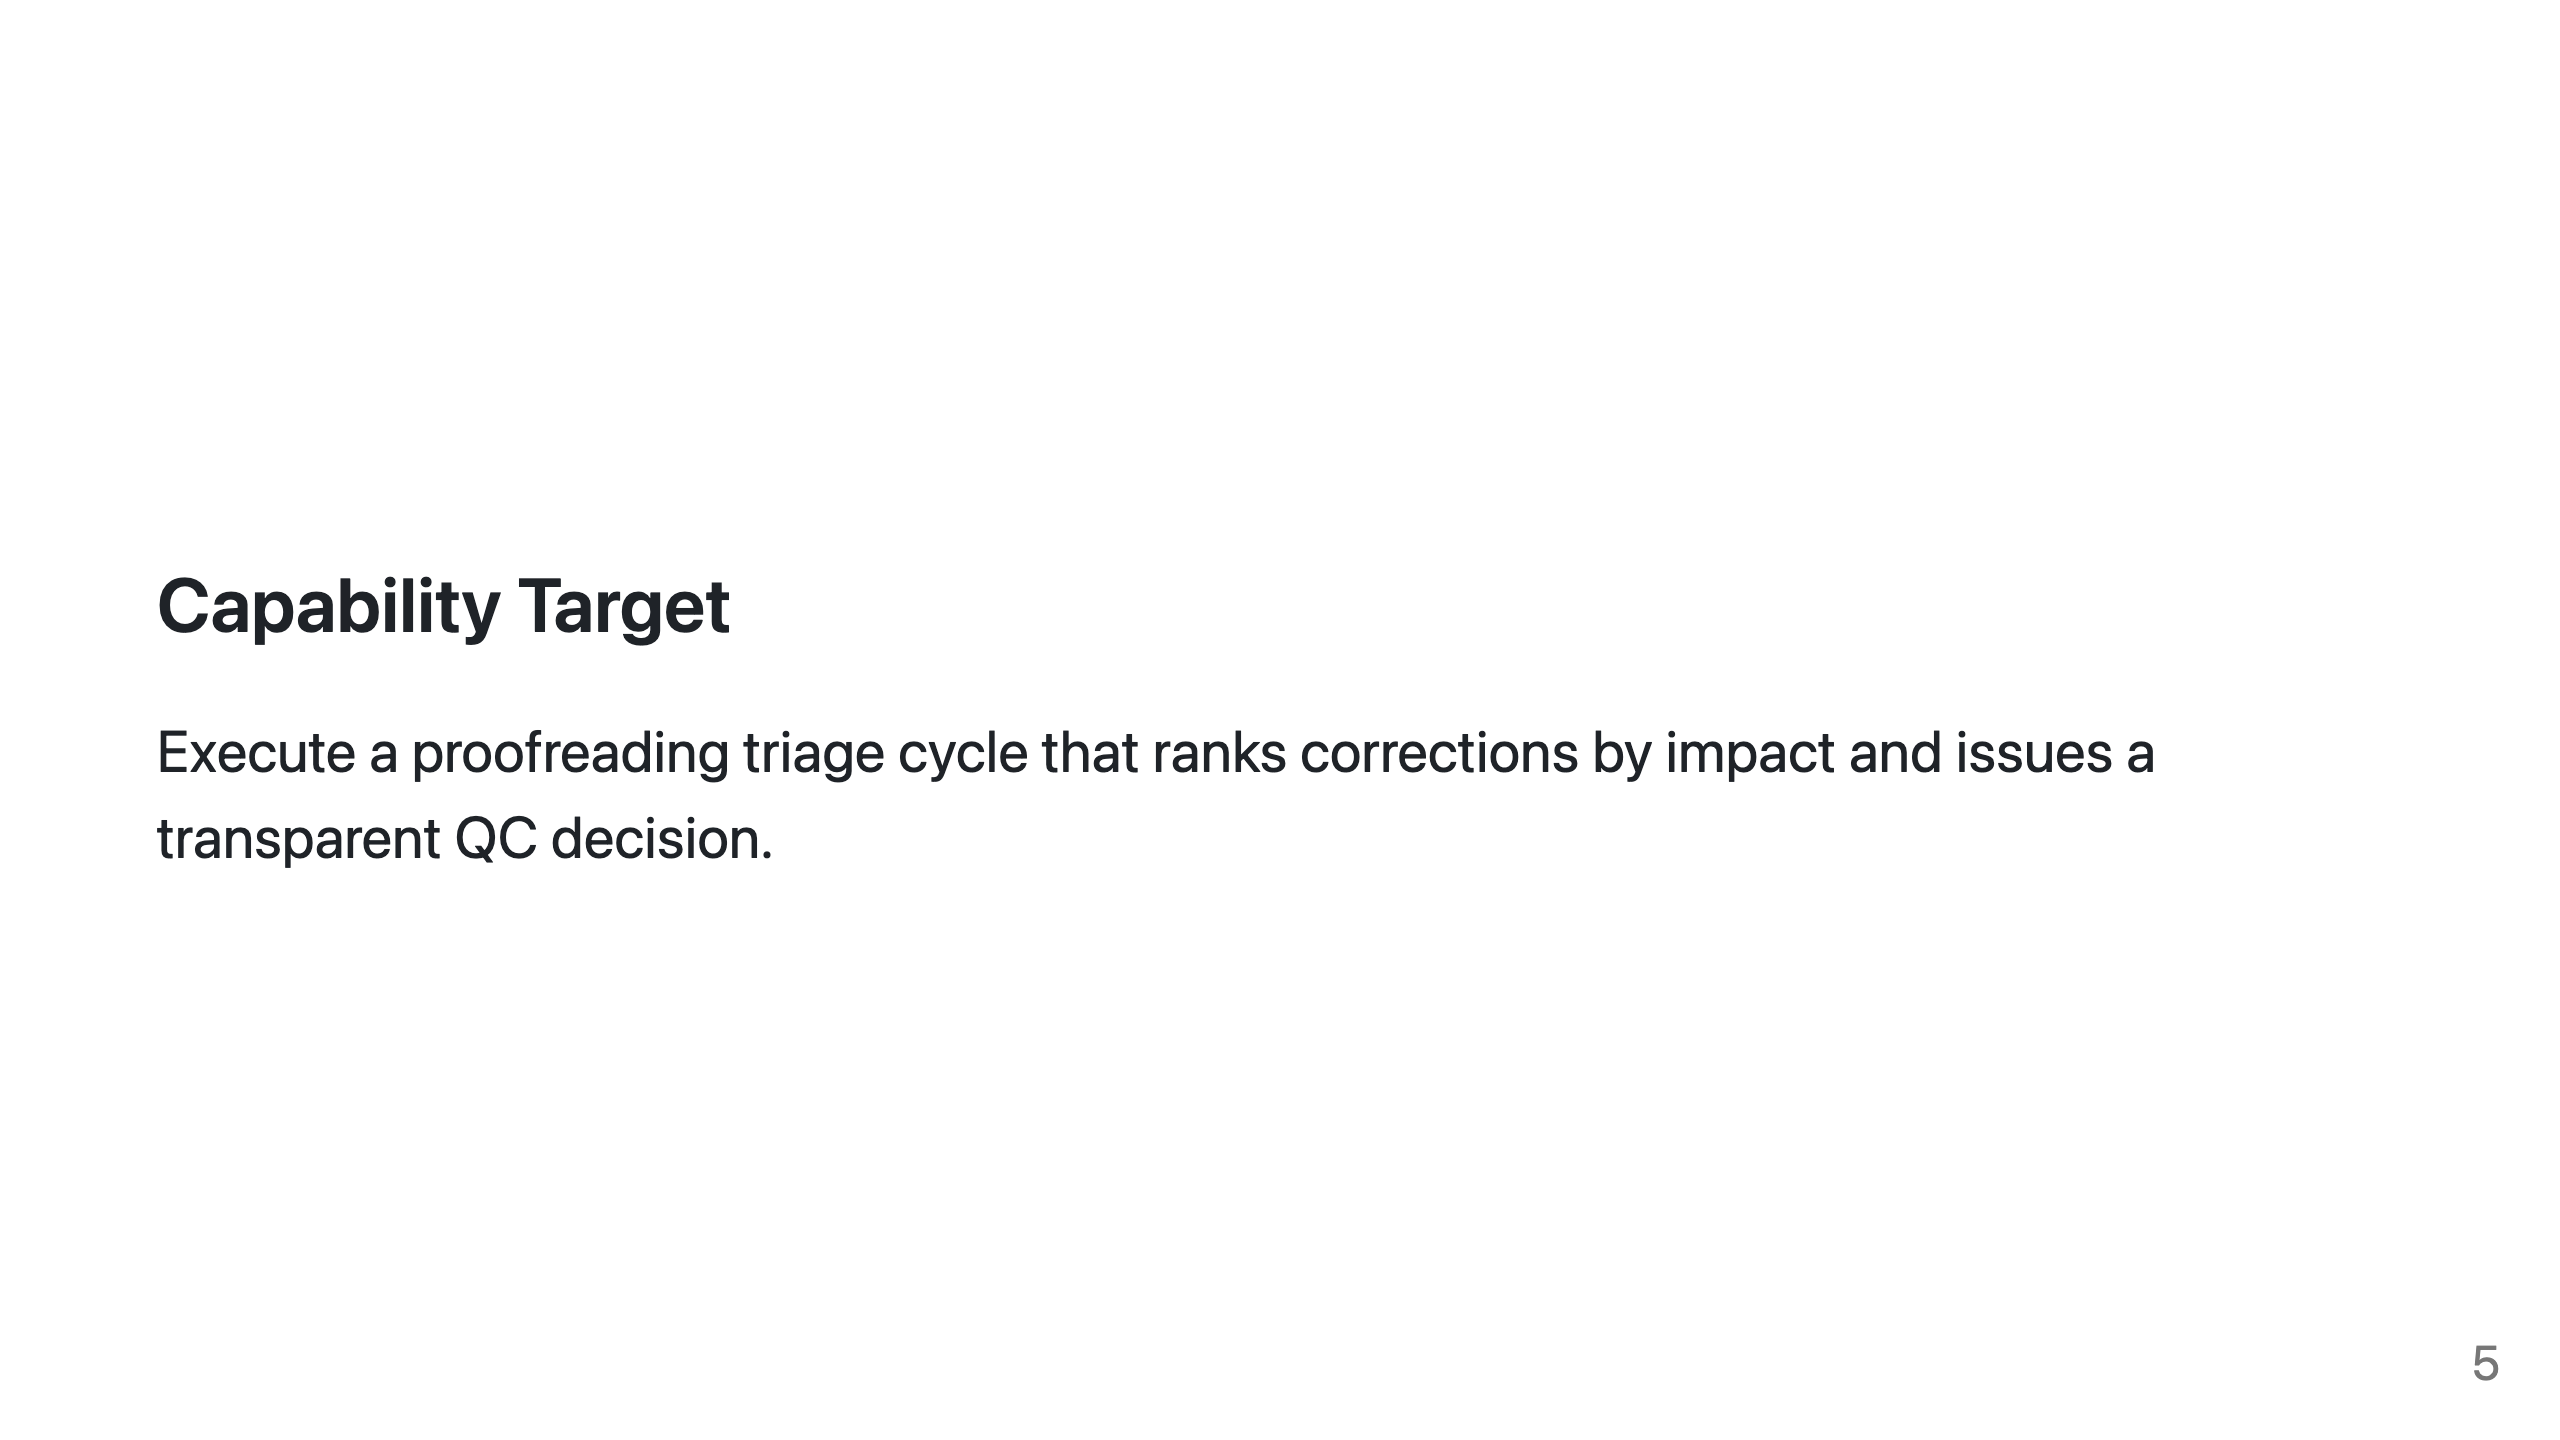 Capability Target
Execute a proofreading triage cycle that ranks corrections by impact and issues a
transparent QC decision.
5